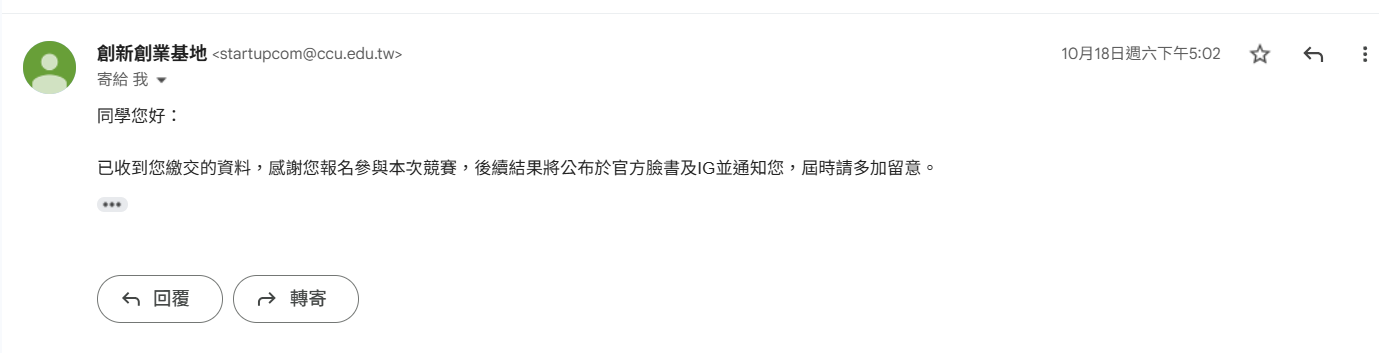 創新創業基地 <startupcom@ccu.edu.tw>
10月18日週六下午5:02
寄給 我
同學您好：
已收到您繳交的資料，感謝您報名參與本次競賽，後續結果將公布於官方臉書及IG並通知您，屆時請多加留意。
回覆
轉寄